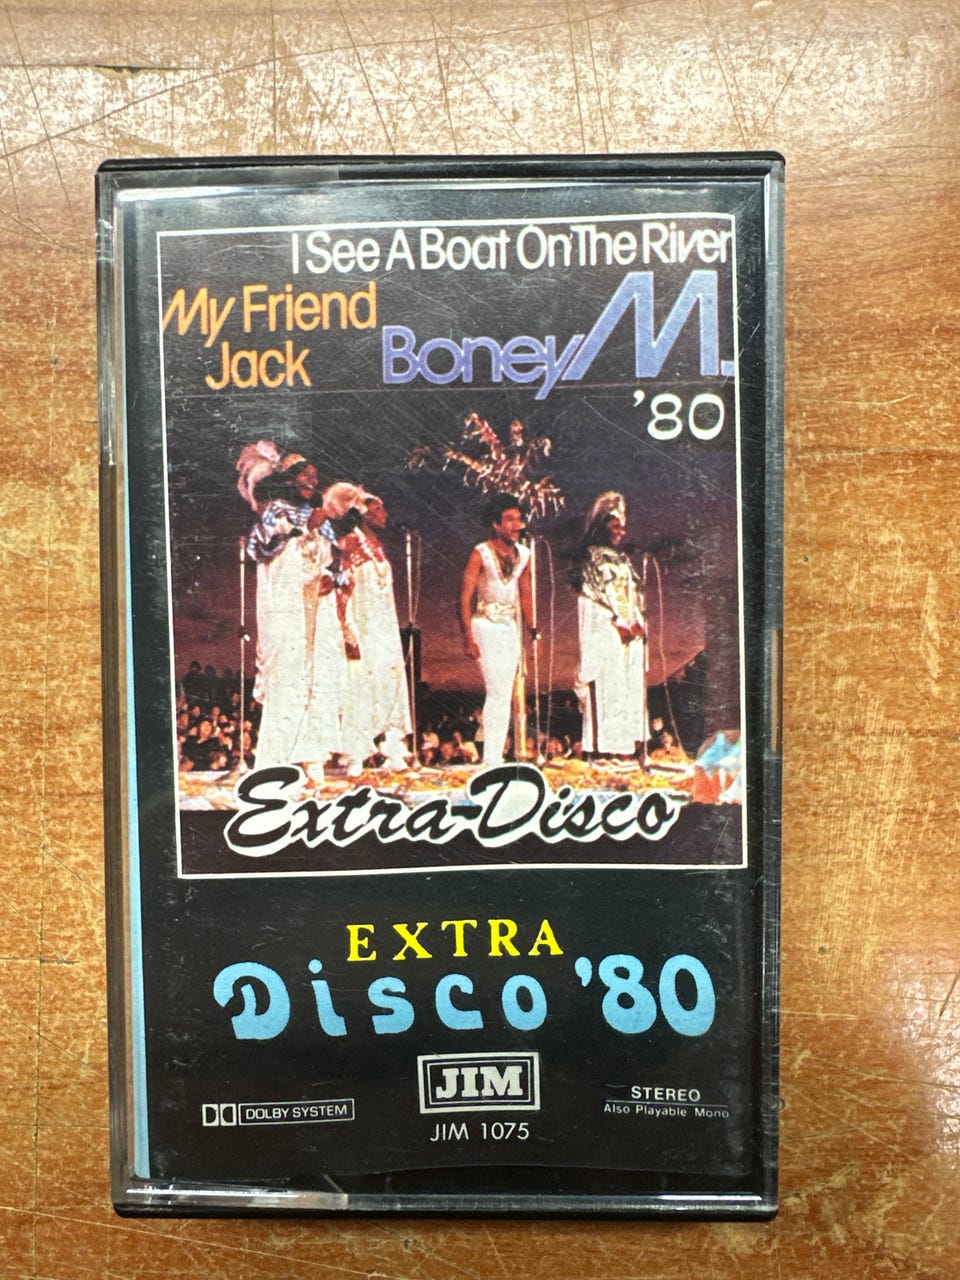 I See A Boat On The River
My Friend
Jack
Boney M.
'80
Extra-Disco
EXTRA
Disco '80
JIM
DOLBY SYSTEM
JIM 1075
STEREO
Also Playable Mono